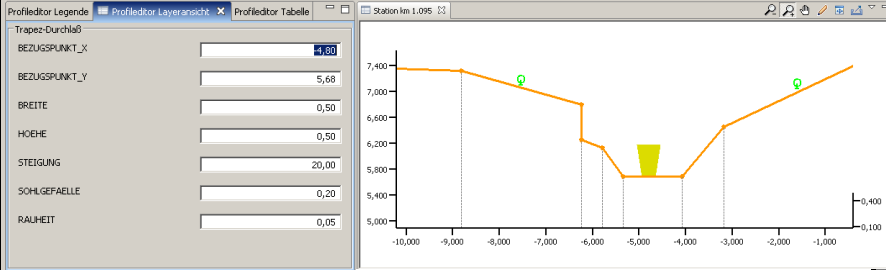 Profileditor Legende
Profileditor Layeransicht
Profileditor Tabelle
Trapez-Durchlaß
BEZUGSPUNKT_X
-4,80
BEZUGSPUNKT_Y
5,68
BREITE
0,50
HOEHE
0,50
STEIGUNG
20,00
SOHLGEFAELLE
0,20
RAUHEIT
0,05
Station km 1.095
7,400
7,000
6,600
6,200
5,800
5,400
5,000
0,400
0,100
-10,000 -9,000 -8,000 -7,000 -6,000 -5,000 -4,000 -3,000 -2,000 -1,000